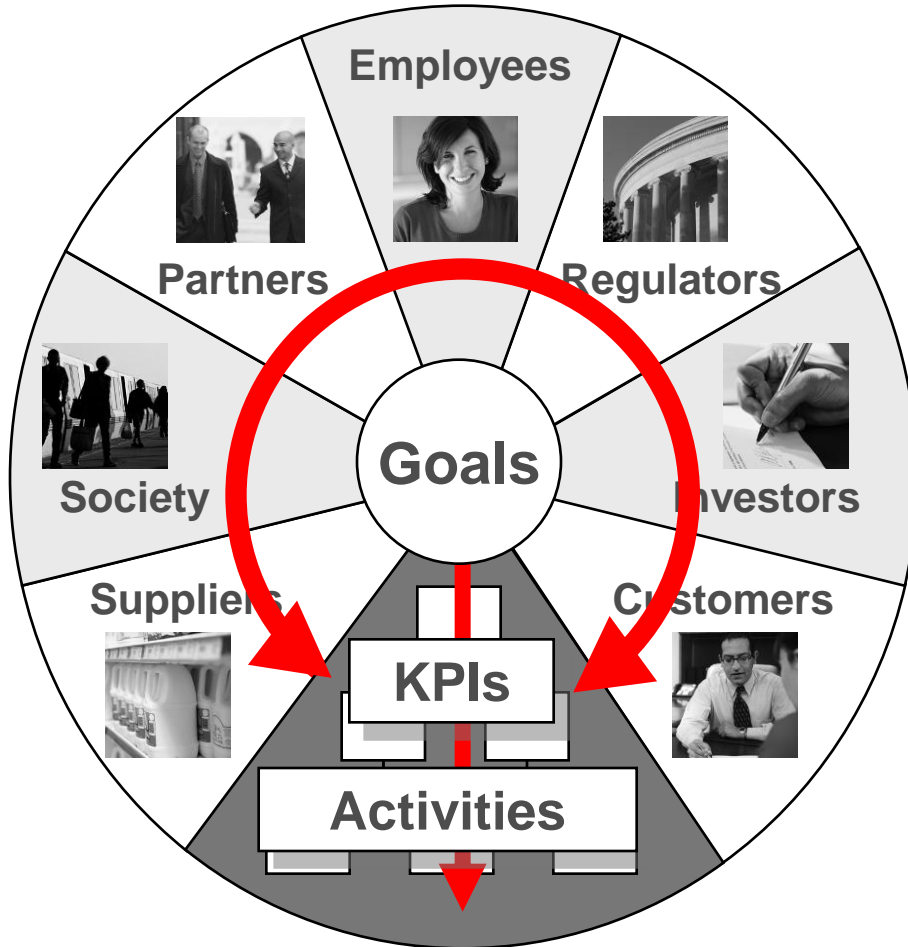 Employees
Partners
Regulators
Goals
Society
Investors
Suppliers
Customers
KPIs
Activities